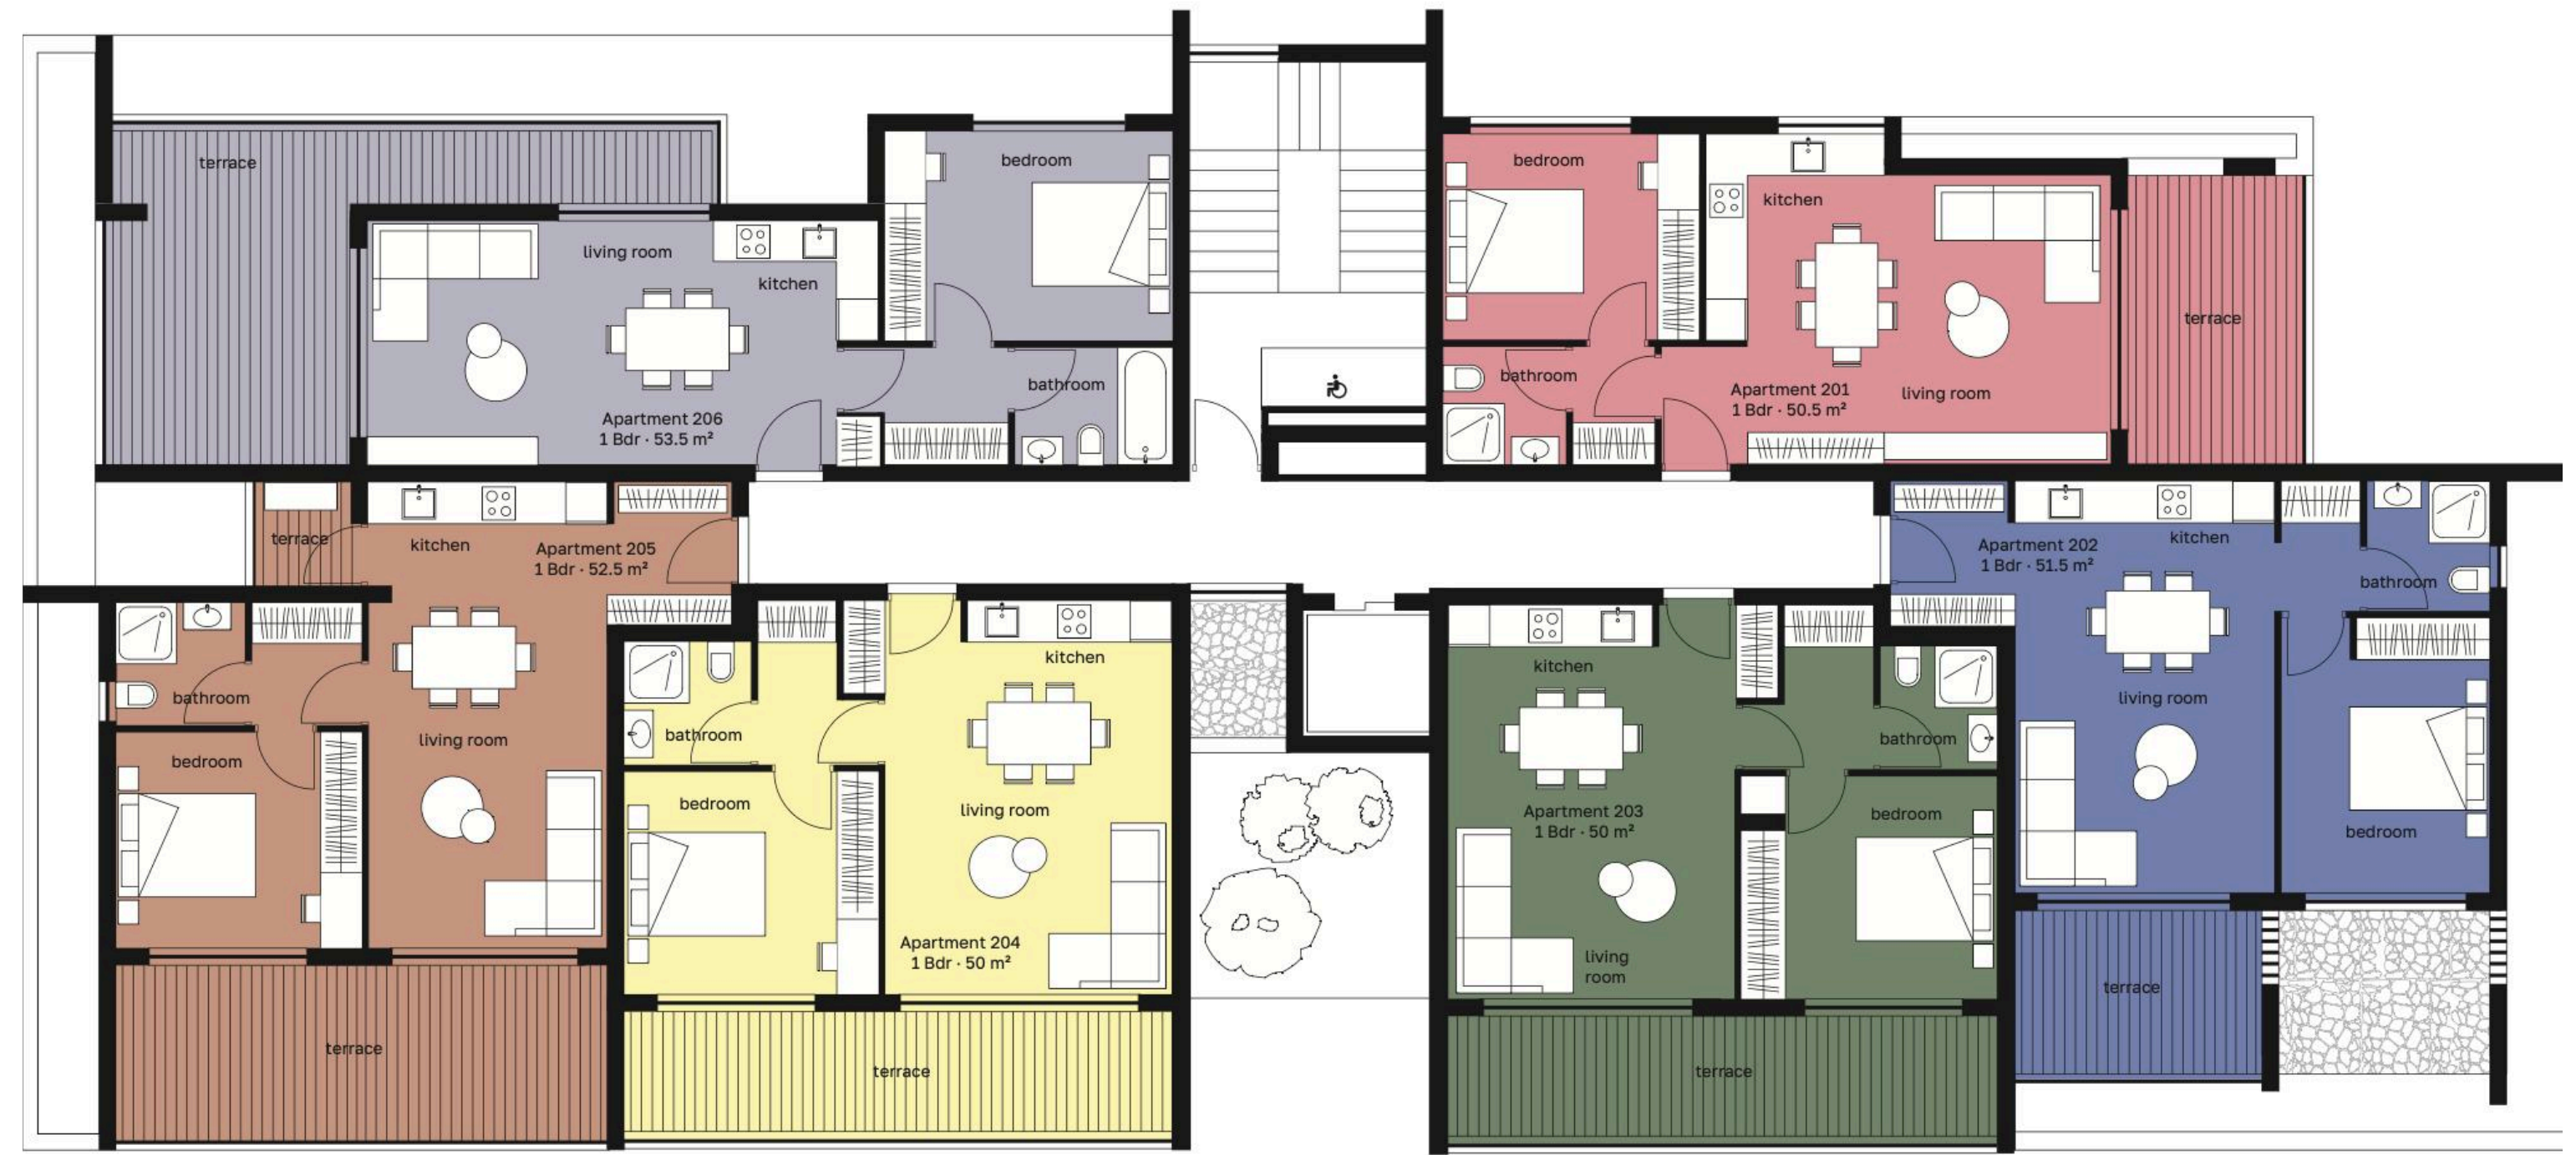 terrace
living room
kitchen
bedroom
bathroom
Apartment 206
1 Bdr · 53.5 m²
bedroom
kitchen
bathroom
Apartment 201
1 Bdr · 50.5 m²
living room
terrace
terrace
kitchen
Apartment 205
1 Bdr · 52.5 m²
bathroom
living room
bedroom
terrace
kitchen
bathroom
bedroom
living room
Apartment 204
1 Bdr · 50 m²
terrace
kitchen
bathroom
Apartment 203
1 Bdr · 50 m²
bedroom
living
room
terrace
Apartment 202
1 Bdr · 51.5 m²
kitchen
bathroom
living room
bedroom
terrace